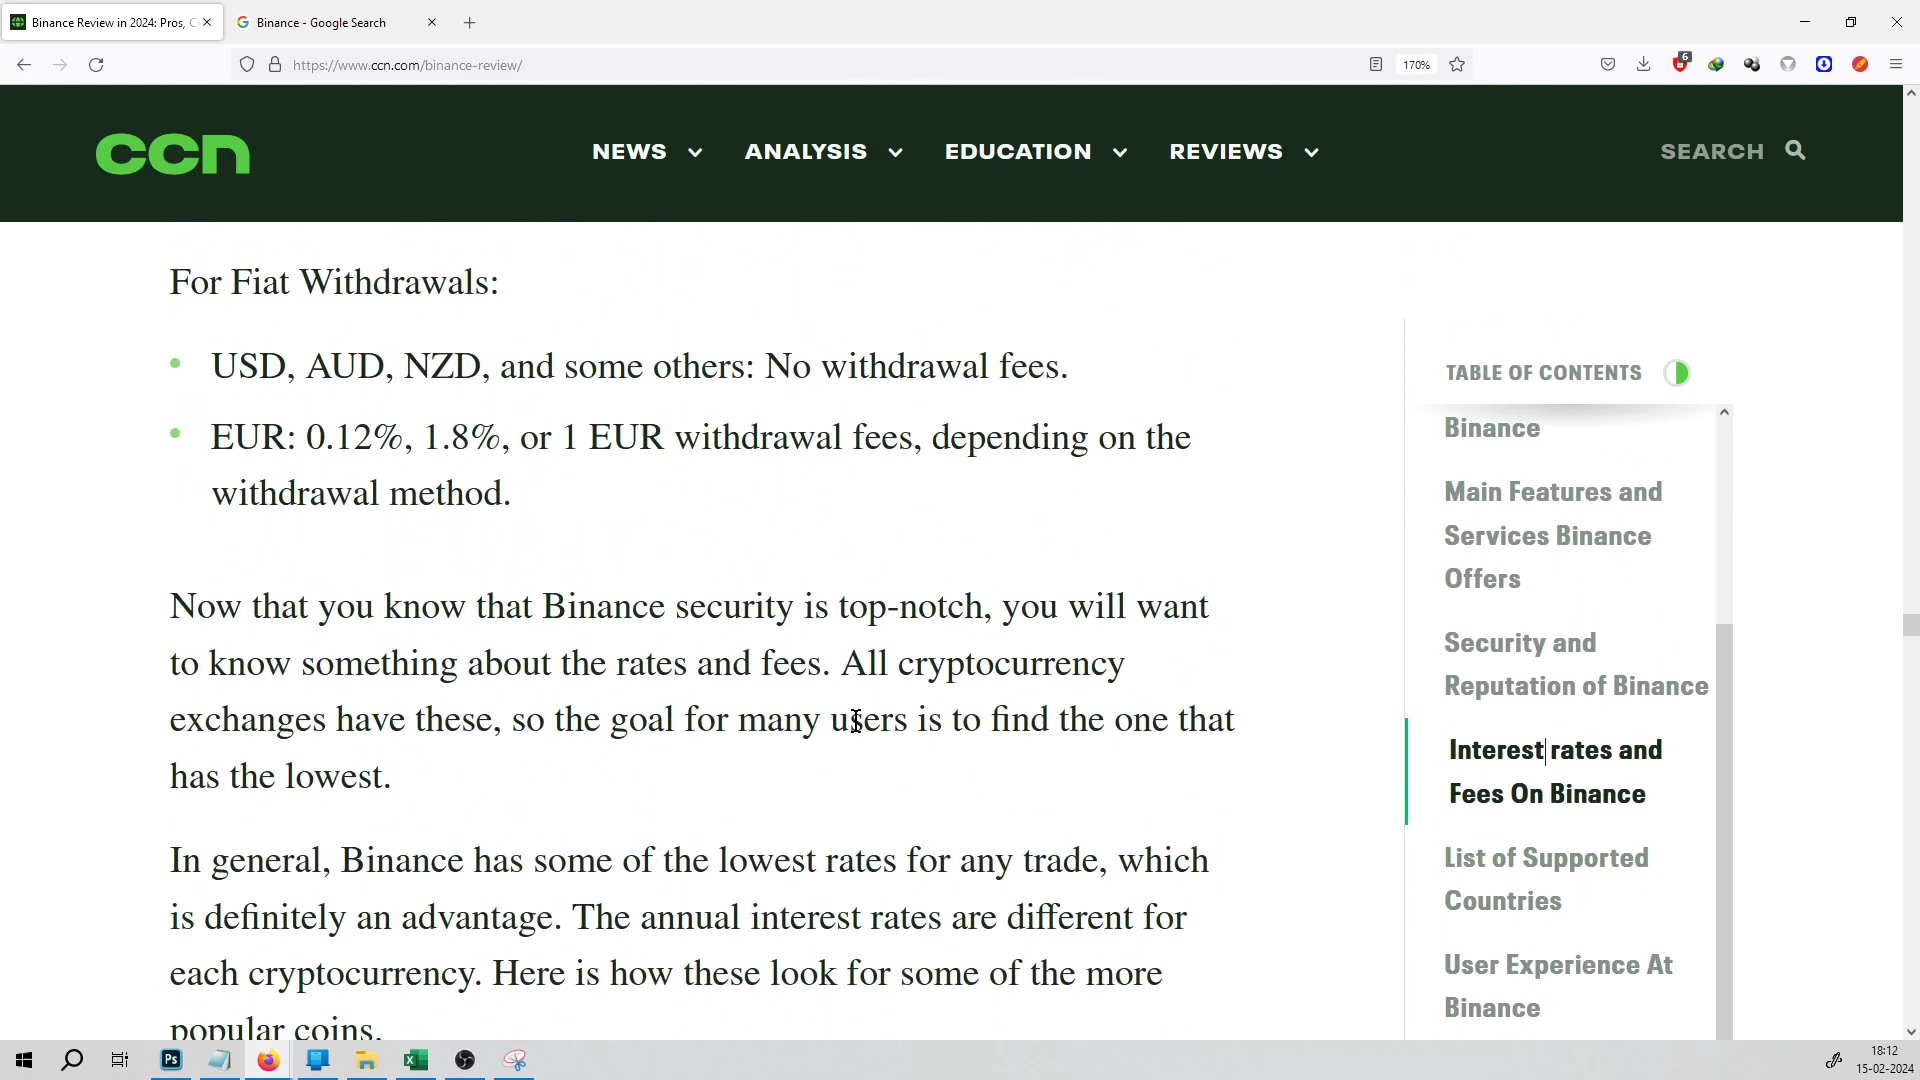 Binance Review in 2024: Pros, C
Binance - Google Search
https://www.ccn.com/binance-review/
170%
6
ccn
NEWS
ANALYSIS
EDUCATION
REVIEWS
SEARCH
For Fiat Withdrawals:
USD, AUD, NZD, and some others: No withdrawal fees.
EUR: 0.12%, 1.8%, or 1 EUR withdrawal fees, depending on the
withdrawal method.
Now that you know that Binance security is top-notch, you will want
to know something about the rates and fees. All cryptocurrency
exchanges have these, so the goal for many users is to find the one that
has the lowest.
In general, Binance has some of the lowest rates for any trade, which
is definitely an advantage. The annual interest rates are different for
each cryptocurrency. Here is how these look for some of the more
popular coins.
TABLE OF CONTENTS
Binance
Main Features and
Services Binance
Offers
Security and
Reputation of Binance
Interest rates and
Fees On Binance
List of Supported
Countries
User Experience At
Binance
Ps
18:12
15-02-2024